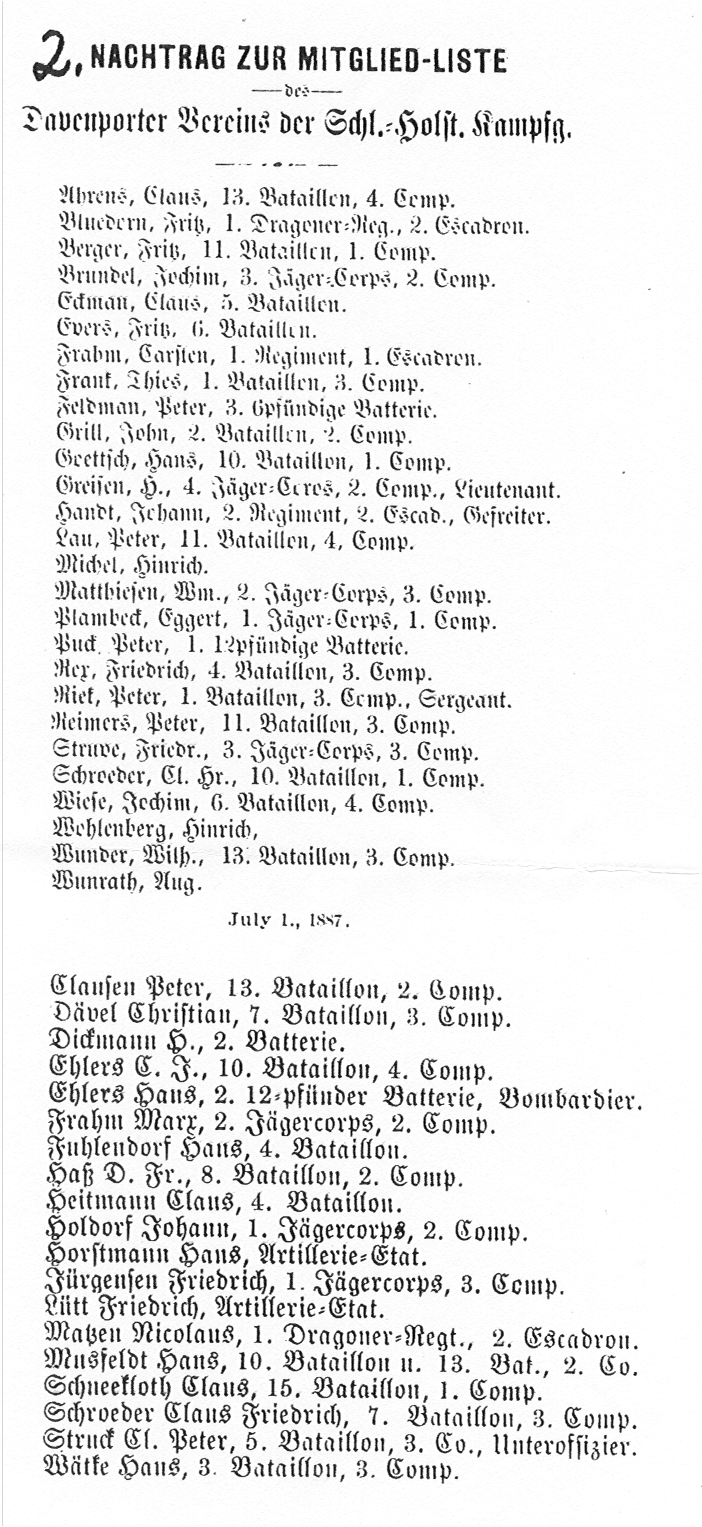 2. NACHTRAG ZUR MITGLIED-LISTE
des
Davenporter Vereins der Schl.-Holst. Kampfg.
Ahrens, Claus, 13. Bataillon, 4. Comp.
Bluedorn, Fritz, 1. Dragoner-Reg., 2. Escadron.
Berger, Fritz, 11. Bataillon, 1. Comp.
Brundel, Jochim, 3. Jäger-Corps, 2. Comp.
Eckman, Claus, 5. Bataillon.
Evers, Fritz, 6. Bataillon.
Frahm, Carsten, 1. Regiment, 1. Escadron.
Frank, Thies, 1. Bataillon, 3. Comp.
Feldman, Peter, 3. 6pfündige Batterie.
Grill, John, 2. Bataillon, 2. Comp.
Goettsch, Hans, 10. Bataillon, 1. Comp.
Greisen, H., 4. Jäger-Corps, 2. Comp., Lieutenant.
Handt, Johann, 2. Regiment, 2. Escad., Gefreiter.
Lau, Peter, 11. Bataillon, 4, Comp.
Michel, Hinrich.
Matthiesen, Wm., 2. Jäger-Corps, 3. Comp.
Plambeck, Eggert, 1. Jäger-Corps, 1. Comp.
Puck, Peter, 1. 12pfündige Batterie.
Rex, Friedrich, 4. Bataillon, 3. Comp.
Riek, Peter, 1. Bataillon, 3. Comp., Sergeant.
Reimers, Peter, 11. Bataillon, 3. Comp.
Struve, Friedr., 3. Jäger-Corps, 3. Comp.
Schroeder, Cl. Hr., 10. Bataillon, 1. Comp.
Wiese, Jochim, 6. Bataillon, 4. Comp.
Wohlenberg, Hinrich,
Wunder, Wilh., 13. Bataillon, 3. Comp.
Wunrath, Aug.
July 1., 1887.
Clausen Peter, 13. Bataillon, 2. Comp.
Dävel Christian, 7. Bataillon, 3. Comp.
Dickmann H., 2. Batterie.
Ehlers C. J., 10. Bataillon, 4. Comp.
Ehlers Hans, 2. 12-pfünder Batterie, Bombardier.
Frahm Marx, 2. Jägercorps, 2. Comp.
Fuhlendorf Hans, 4. Bataillon.
Haß D. Fr., 8. Bataillon, 2. Comp.
Heitmann Claus, 4. Bataillon.
Holdorf Johann, 1. Jägercorps, 2. Comp.
Horstmann Hans, Artillerie-Etat.
Jürgensen Friedrich, 1. Jägercorps, 3. Comp.
Lütt Friedrich, Artillerie-Etat.
Matzen Nicolaus, 1. Dragoner-Regt., 2. Escadron.
Musfeldt Hans, 10. Bataillon u. 13. Bat., 2. Co.
Schneekloth Claus, 15. Bataillon, 1. Comp.
Schroeder Claus Friedrich, 7. Bataillon, 3. Comp.
Struck Cl. Peter, 5. Bataillon, 3. Co., Unteroffizier.
Wätke Hans, 3. Bataillon, 3. Comp.